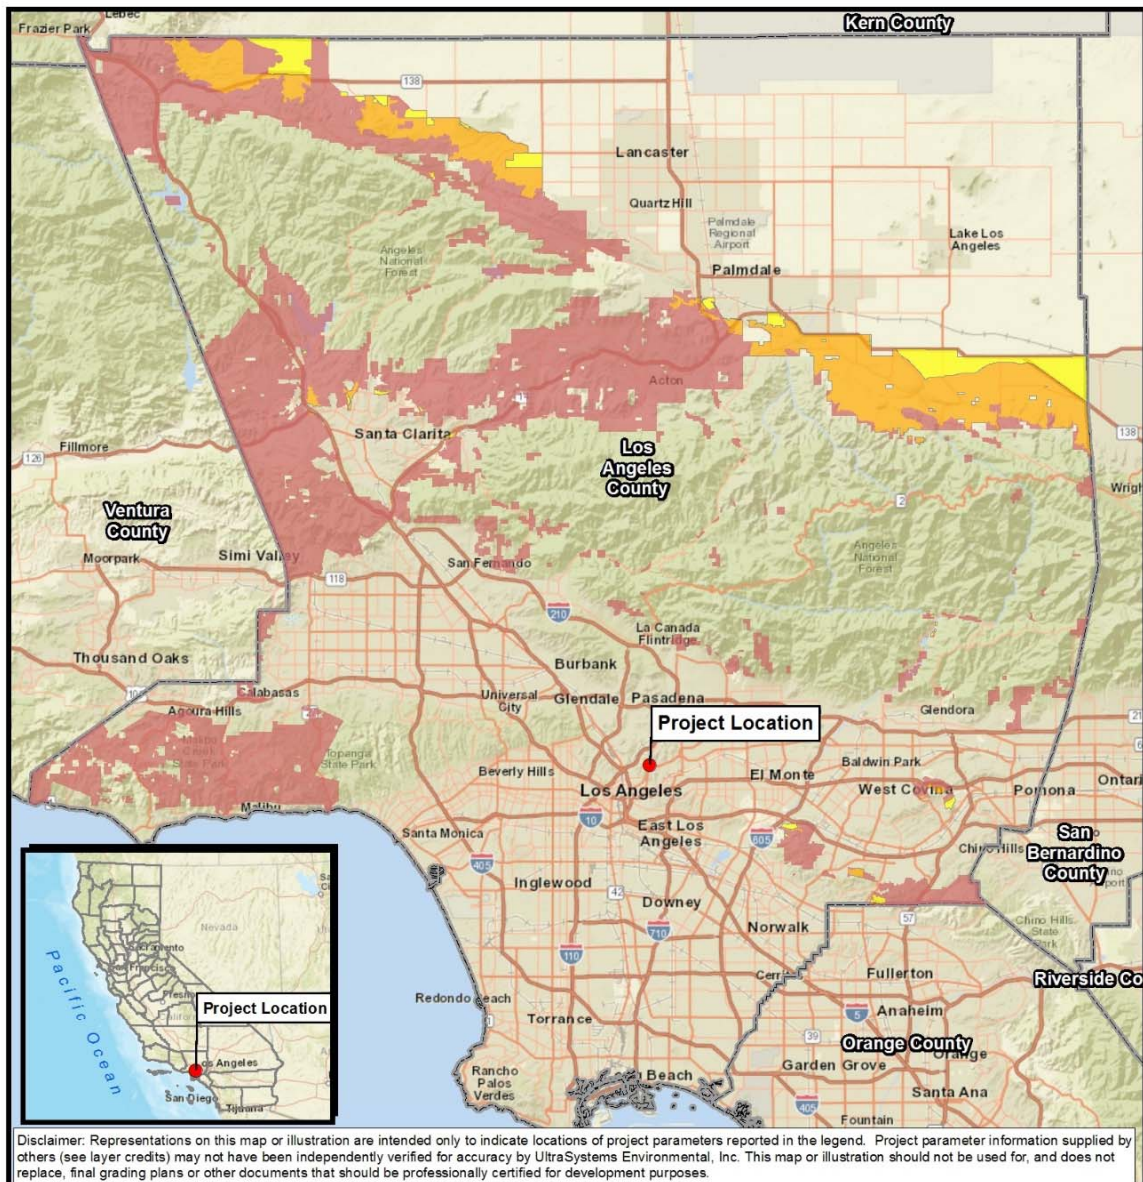 Lebec
Frazier Park
Kern County
138
Lancaster
Quartz Hill
Palmdale
Regional
Airport
Lake Los
Angeles
Angeles
National
Forest
Palmdale
Acton
Santa Clarita
Fillmore
126
138
Los
Angeles
County
Ventura
County
2
Angeles
National
Forest
Moorpark
Simi Valley
118
San Fernando
210
La Canada
Flintridge
Thousand Oaks
Burbank
Calabasas
Agoura Hills
Universal
City
Glendale
Pasadena
Glendora
State Park
Topanga
State Park
Project Location
Beverly Hills
El Monte
Baldwin Park
Los Angeles
West Covina
Pomona
Malibu
10
Santa Monica
East Los
Angeles
605
Chino Hills
San
Bernardino
County
405
Inglewood
42
Downey
57
Chino Hills
State
Park
110
710
Norwalk
Fullerton
Riverside Co
Redondo Beach
Torrance
5
Anaheim
39
Orange County
Orange
Garden Grove
Rancho
Palos
Verdes
Beach
405
Santa Ana
Fountain
Nevada
Sacramento
San Francisco
Pacific Ocean
Project Location
Los Angeles
San Diego
Tijuana
Disclaimer: Representations on this map or illustration are intended only to indicate locations of project parameters reported in the legend. Project parameter information supplied by
others (see layer credits) may not have been independently verified for accuracy by UltraSystems Environmental, Inc. This map or illustration should not be used for, and does not
replace, final grading plans or other documents that should be professionally certified for development purposes.